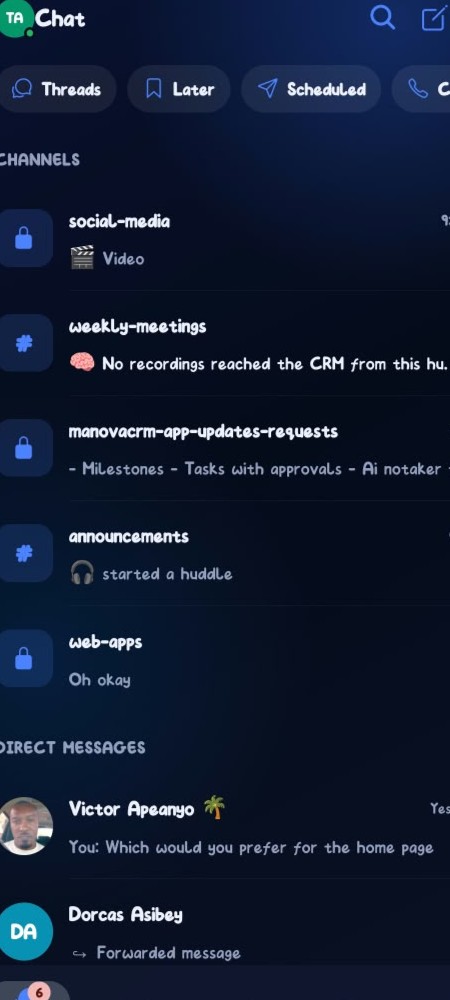 TA Chat
Threads Later Scheduled
CHANNELS
social-media
Video
weekly-meetings
No recordings reached the CRM from this hu.
manovacrm-app-updates-requests
- Milestones - Tasks with approvals - Ai notaker
announcements
started a huddle
web-apps
Oh okay
DIRECT MESSAGES
Victor Apeanyo
You: Which would you prefer for the home page
DA Dorcas Asibey
Forwarded message
6